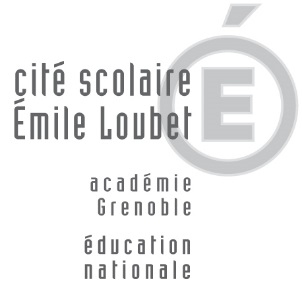 cité scolaire
Émile Loubet
É
académie
Grenoble
éducation
nationale